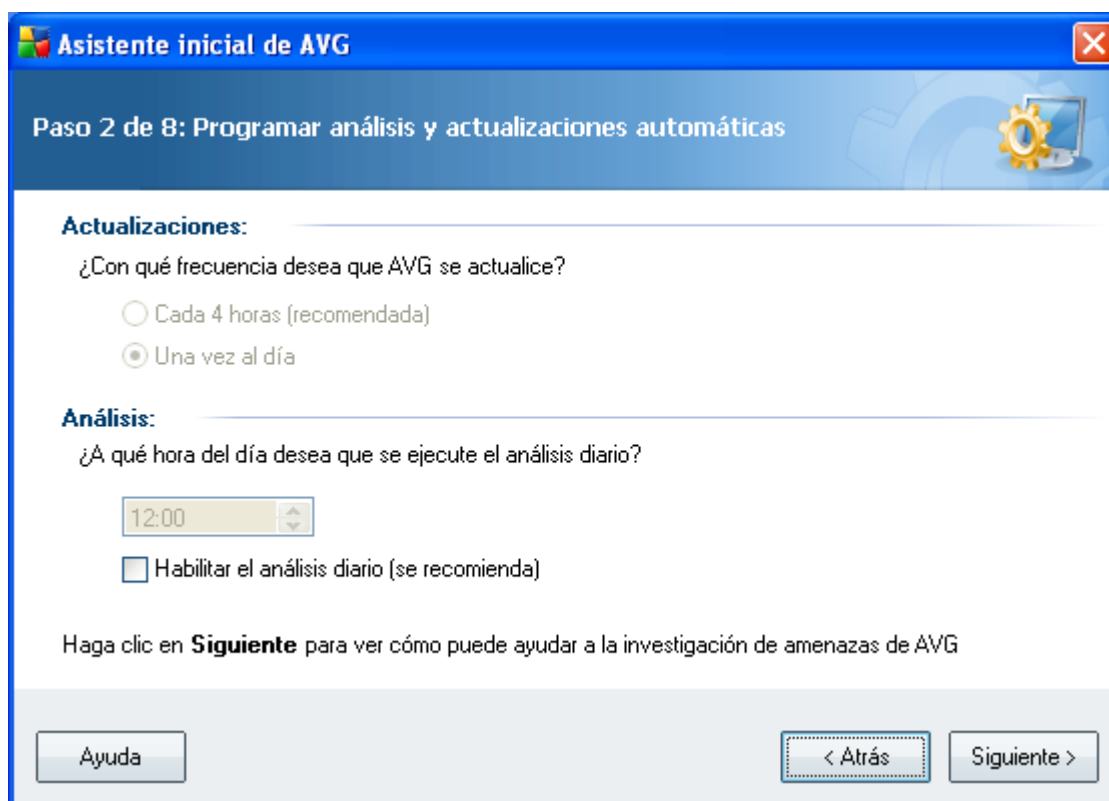 Asistente inicial de AVG
Paso 2 de 8: Programar análisis y actualizaciones automáticas
Actualizaciones:
¿Con qué frecuencia desea que AVG se actualice?
Cada 4 horas (recomendada)
Una vez al día
Análisis:
¿A qué hora del día desea que se ejecute el análisis diario?
12:00
Habilitar el análisis diario (se recomienda)
Haga clic en Siguiente para ver cómo puede ayudar a la investigación de amenazas de AVG
Ayuda
< Atrás
Siguiente >